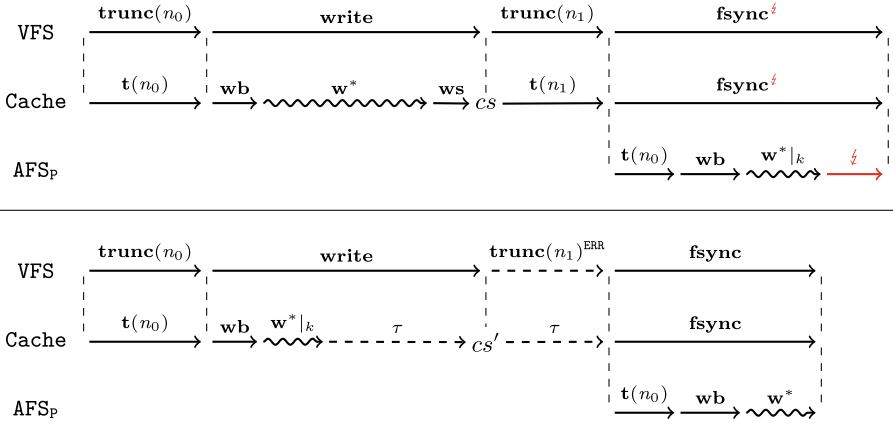 trunc(n₀) write trunc(n₁) fsync⚡
VFS
t(n₀) wb w* ws cs t(n₁) fsync⚡
Cache
t(n₀) wb w*|ₖ ⚡
AFSₚ
trunc(n₀) write trunc(n₁)ᴱᴿᴿ fsync
VFS
t(n₀) wb w*|ₖ τ cs′ τ fsync
Cache
t(n₀) wb w*
AFSₚ